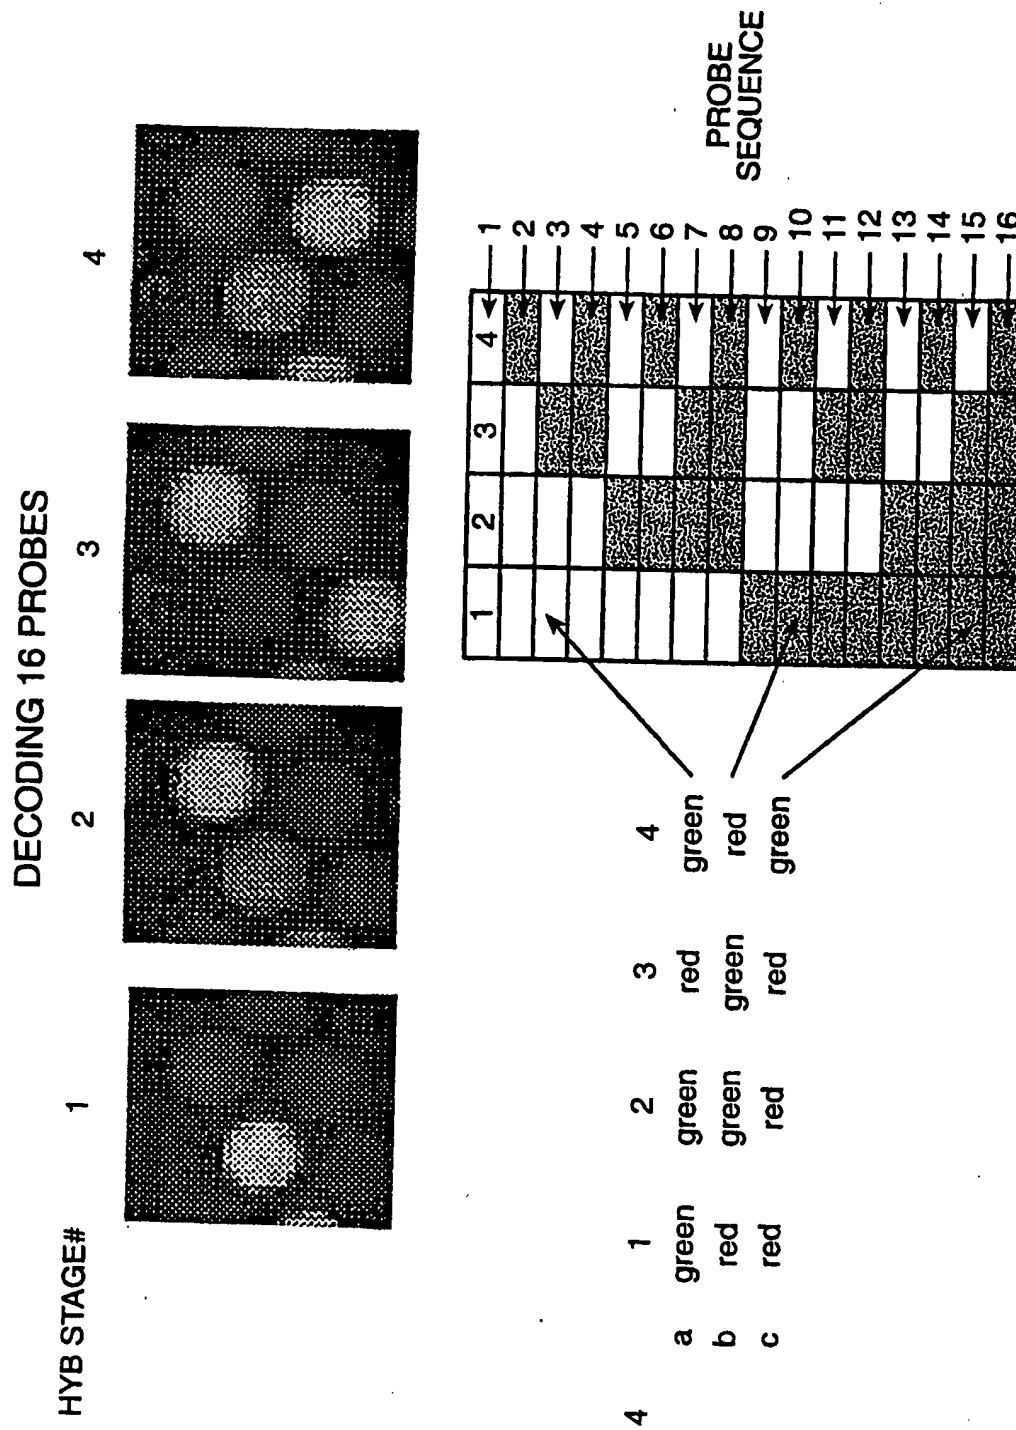 DECODING 16 PROBES
HYB STAGE# 1 2 3 4
1 2 3 4
a green green red green
b red green green red
c red red red green
4
1 2 3 4
1
2
3
4
5
6
7
8
9
10
11
12
13
14
15
16
PROBE
SEQUENCE